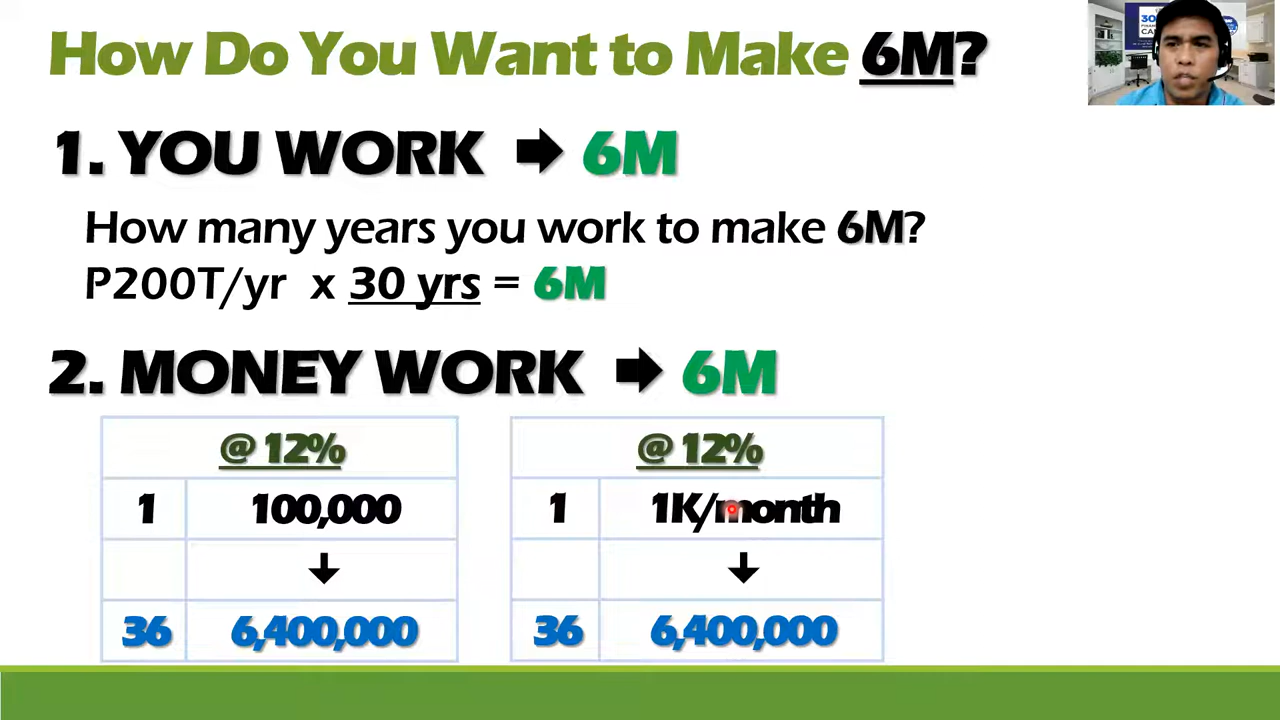 How Do You Want to Make 6M?
1. YOU WORK ➡ 6M
How many years you work to make 6M?
P200T/yr x 30 yrs = 6M
2. MONEY WORK ➡ 6M
@ 12%
1 100,000
↓
36 6,400,000
@ 12%
1 1K/month
↓
36 6,400,000
30